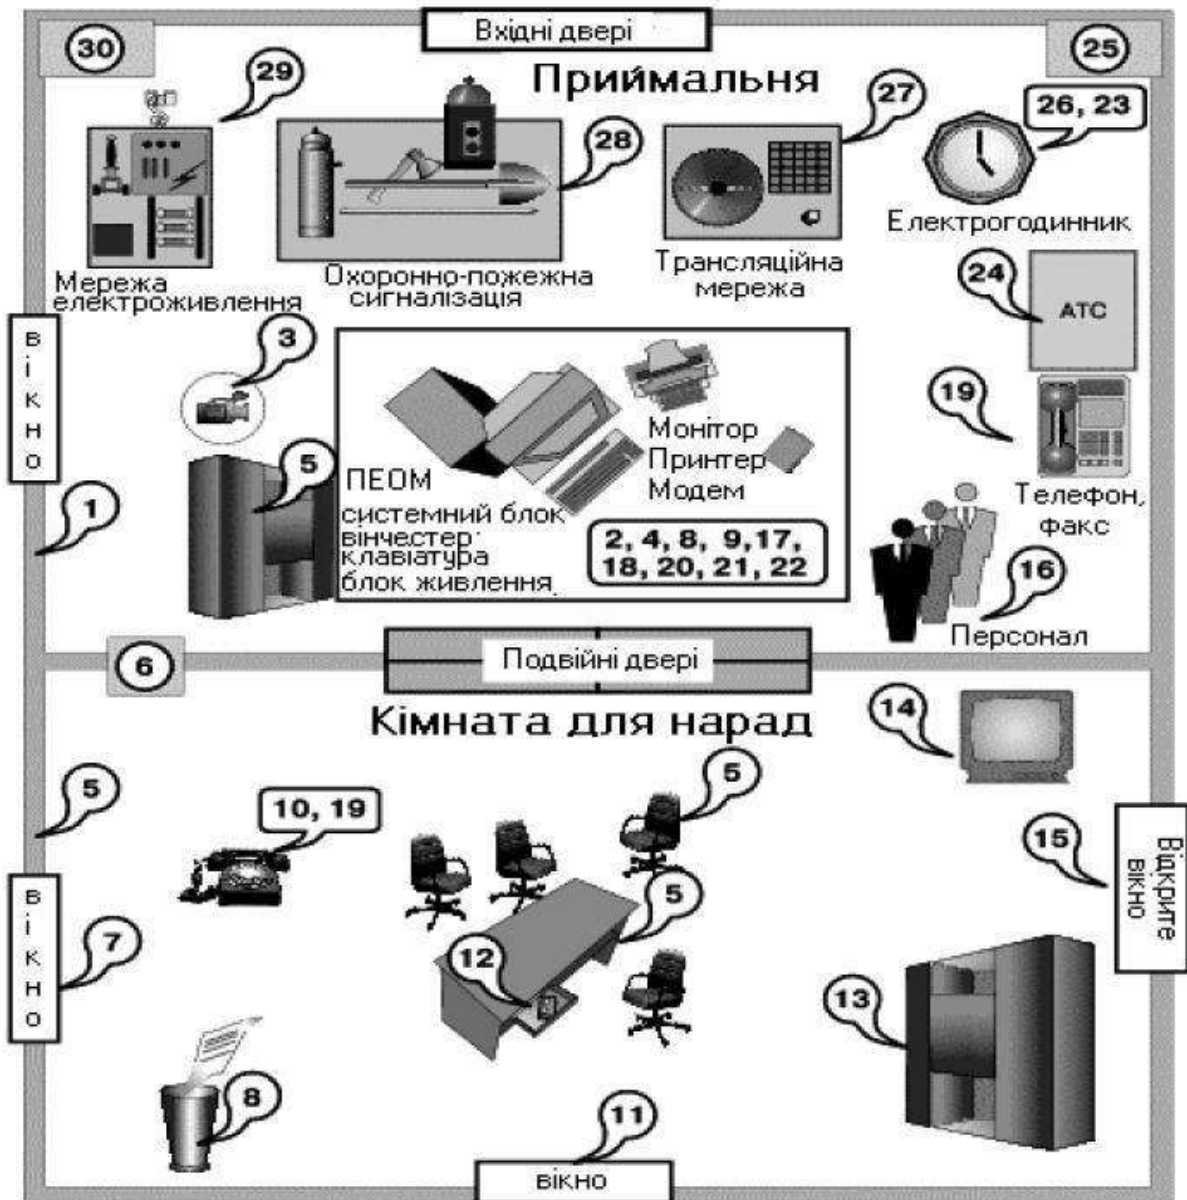 Вхідні двері
30
25
Приймальня
29
28
27
26, 23
Електрогодинник
Мережа
електроживлення
Охоронно-пожежна
сигналізація
Трансляційна
мережа
24
АТС
вікно
3
19
5
1
Монітор
Принтер
Модем
ПЕОМ
системний блок
вінчестер
клавіатура
блок живлення
2, 4, 8, 9,17,
18, 20, 21, 22
Телефон,
факс
16
Персонал
6
Подвійні двері
Кімната для нарад
14
5
5
10, 19
15
Відкрите
вікно
5
вікно
7
12
13
8
11
вікно